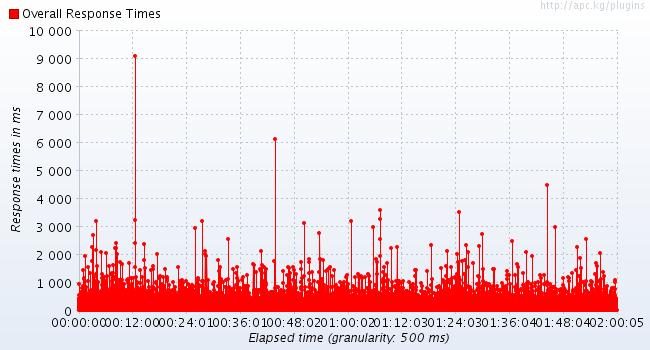 http://apc.kg/plugins
Overall Response Times
10 000
9 000
8 000
7 000
6 000
5 000
4 000
3 000
2 000
1 000
0
Response times in ms
00:00:00 00:12:00 00:24:01 00:36:01 00:48:02 01:00:02 01:12:03 01:24:03 01:36:04 01:48:04 02:00:05
Elapsed time (granularity: 500 ms)